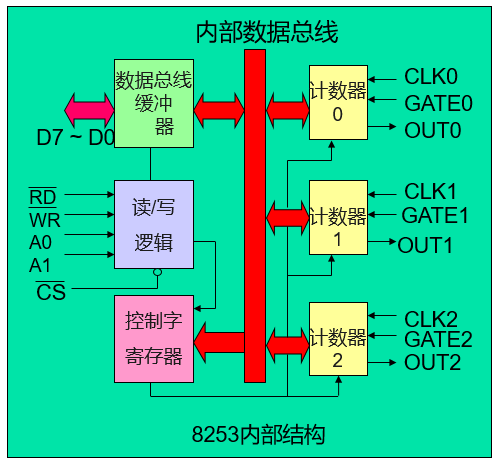 内部数据总线
数据总线
缓冲
器
D7 ~ D0
计数器
0
CLK0
GATE0
OUT0
RD
WR
A0
A1
CS
读/写
逻辑
计数器
1
CLK1
GATE1
OUT1
控制字
寄存器
计数器
2
CLK2
GATE2
OUT2
8253内部结构